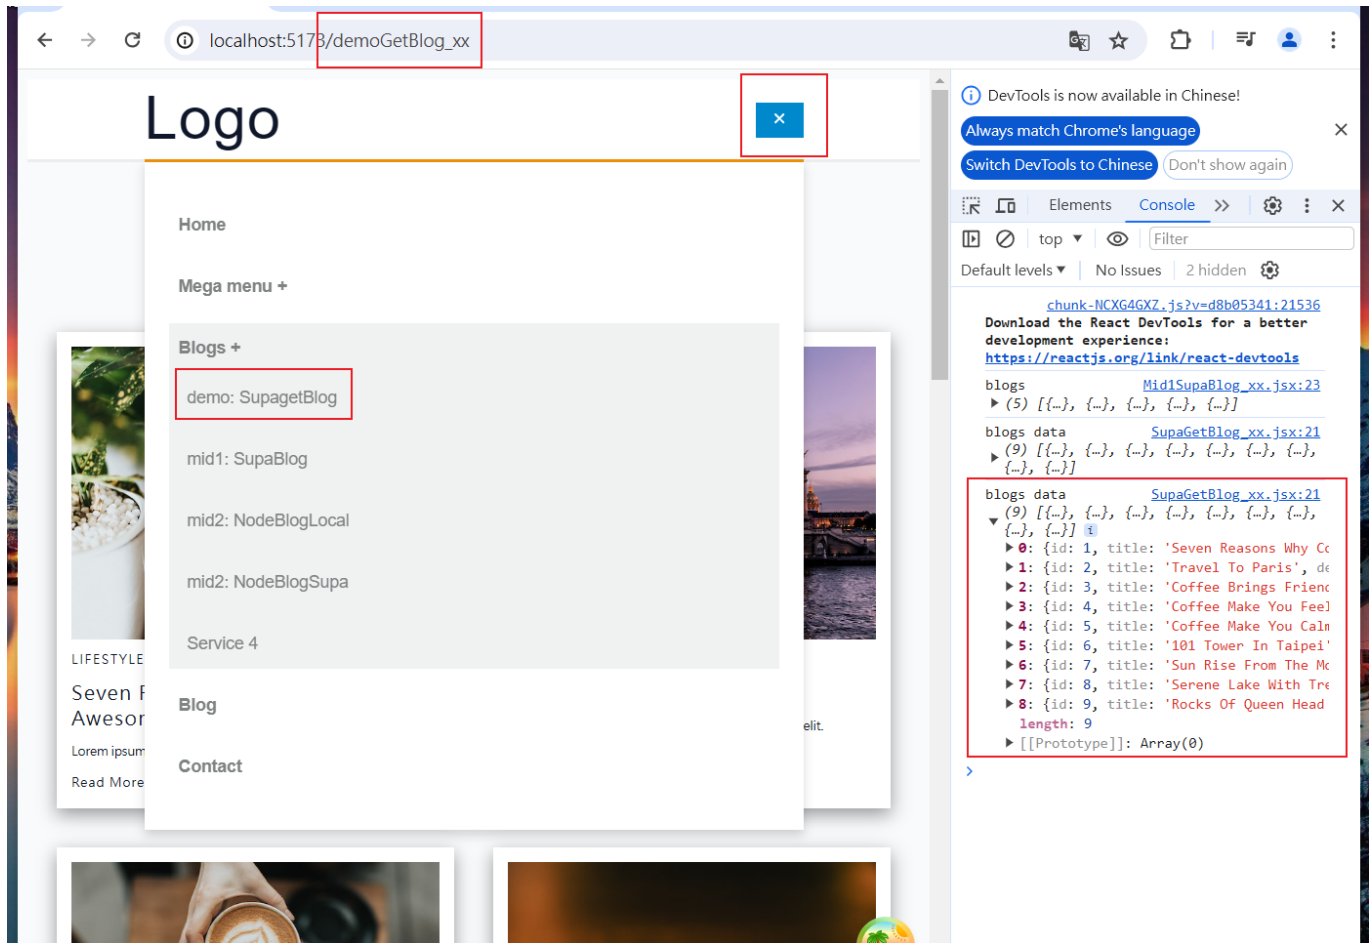 localhost:5173/demoGetBlog_xx
Logo
×
Home
Mega menu +
Blogs +
demo: SupagetBlog
mid1: SupaBlog
mid2: NodeBlogLocal
mid2: NodeBlogSupa
Service 4
Blog
Contact
LIFESTYLE
Seven
Awesor
Lorem ipsum
Read More
elit.
DevTools is now available in Chinese!
Always match Chrome's language
Switch DevTools to Chinese
Don't show again
Elements
Console
top
Filter
Default levels
No Issues
2 hidden
chunk-NCXG4GXZ.js?v=d8b05341:21536
Download the React DevTools for a better
development experience:
https://reactjs.org/link/react-devtools
blogs Mid1SupaBlog_xx.jsx:23
(5) [{…}, {…}, {…}, {…}, {…}]
blogs data SupaGetBlog_xx.jsx:21
(9) [{…}, {…}, {…}, {…}, {…}, {…}, {…},
{…}, {…}]
blogs data SupaGetBlog_xx.jsx:21
(9) [{…}, {…}, {…}, {…}, {…}, {…}, {…},
{…}, {…}] i
0: {id: 1, title: 'Seven Reasons Why Co
1: {id: 2, title: 'Travel To Paris', de
2: {id: 3, title: 'Coffee Brings Frienc
3: {id: 4, title: 'Coffee Make You Feel
4: {id: 5, title: 'Coffee Make You Calm
5: {id: 6, title: '101 Tower In Taipei'
6: {id: 7, title: 'Sun Rise From The Mo
7: {id: 8, title: 'Serene Lake With Tre
8: {id: 9, title: 'Rocks Of Queen Head
length: 9
[[Prototype]]: Array(0)